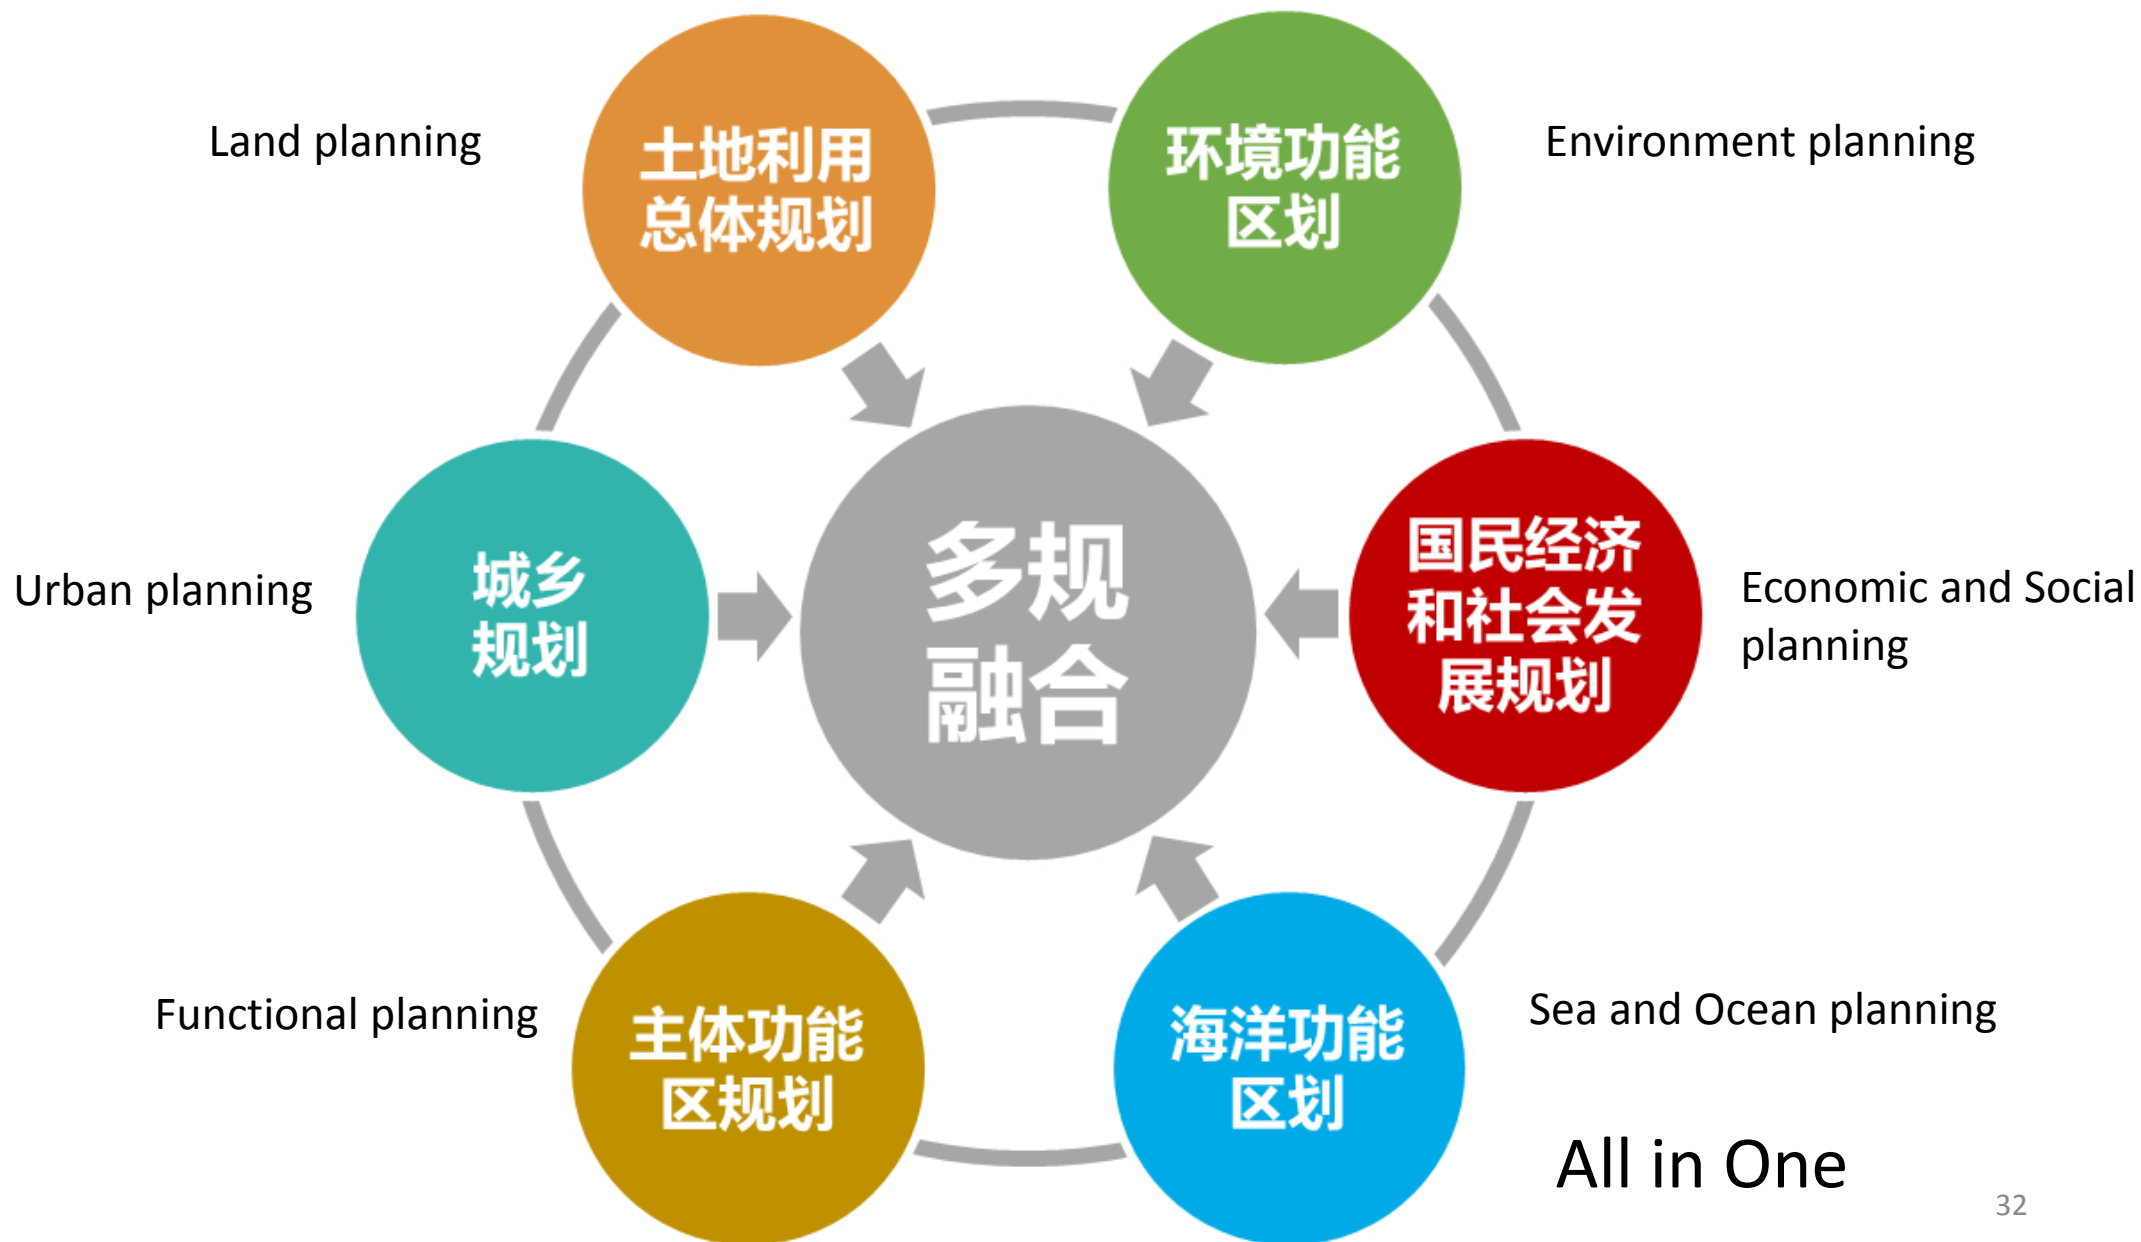 Land planning
土地利用
总体规划
环境功能
区划
Environment planning
Urban planning
城乡
规划
多规
融合
国民经济
和社会发
展规划
Economic and Social
planning
Functional planning
主体功能
区规划
海洋功能
区划
Sea and Ocean planning
All in One
32